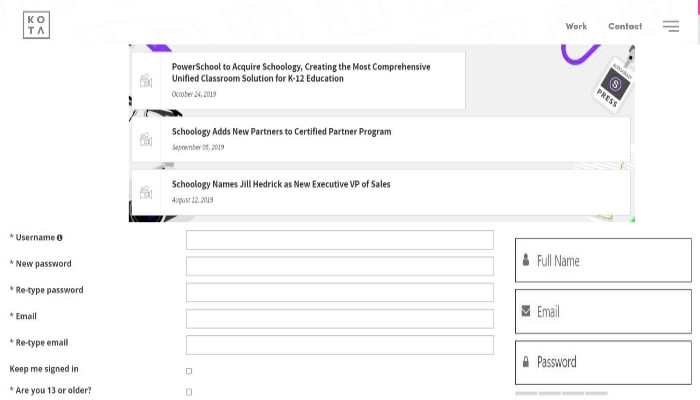 KO
TA
Work
Contact
PowerSchool to Acquire Schoology, Creating the Most Comprehensive
Unified Classroom Solution for K-12 Education
October 24, 2019
Schoology Adds New Partners to Certified Partner Program
September 05, 2019
Schoology Names Jill Hedrick as New Executive VP of Sales
August 12, 2019
schoology
S
PRESS
* Username
* New password
* Re-type password
* Email
* Re-type email
Keep me signed in
* Are you 13 or older?
Full Name
Email
Password